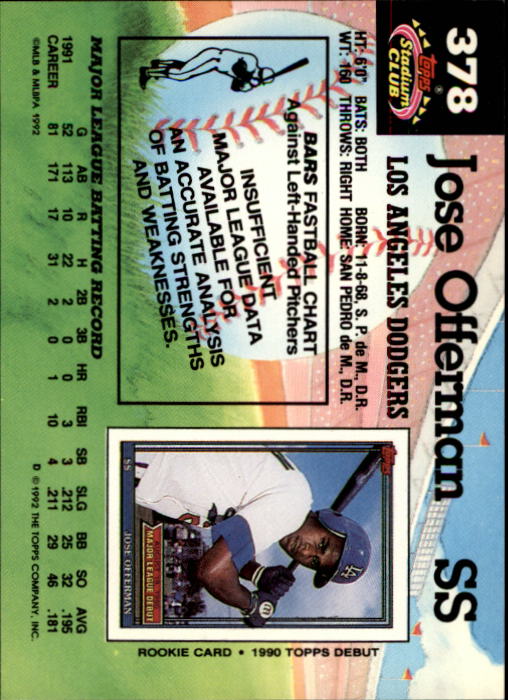 378
TOPPS
Stadium
CLUB
®
Jose Offerman SS
LOS ANGELES DODGERS
HT: 6'0" BATS: BOTH BORN: 11-8-68, S. P. de M., D.R.
WT: 160 THROWS: RIGHT HOME: SAN PEDRO de M., D.R.
BARS FASTBALL CHART
Against Left-Handed Pitchers
INSUFFICIENT
MAJOR LEAGUE DATA
AVAILABLE FOR
AN ACCURATE ANALYSIS
OF BATTING STRENGTHS
AND WEAKNESSES.
Topps
MAJOR LEAGUE DEBUT
SS JOSE OFFERMAN
ROOKIE CARD • 1990 TOPPS DEBUT
MAJOR LEAGUE BATTING RECORD
G AB R H 2B 3B HR RBI SB SLG BB SO AVG
1991 52 113 10 22 2 0 0 3 3 .212 25 32 .195
CAREER 81 171 17 31 2 0 1 10 4 .211 29 46 .181
©MLB & MLBPA 1992 D ©1992 THE TOPPS COMPANY, INC.